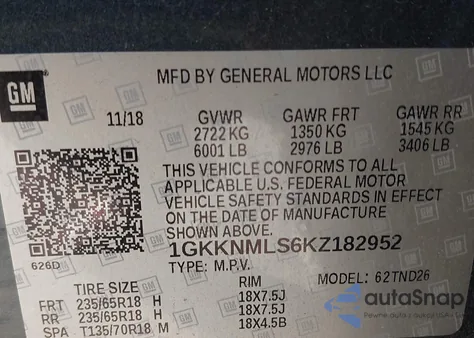 GM
MFD BY GENERAL MOTORS LLC
11/18 GVWR GAWR FRT GAWR RR
2722 KG 1350 KG 1545 KG
6001 LB 2976 LB 3406 LB
THIS VEHICLE CONFORMS TO ALL
APPLICABLE U.S. FEDERAL MOTOR
VEHICLE SAFETY STANDARDS IN EFFECT
ON THE DATE OF MANUFACTURE SHOWN ABOVE.
1GKKNMLS6KZ182952
626D TYPE: M.P.V. MODEL: 62TND26
TIRE SIZE RIM
FRT 235/65R18 H 18X7.5J
RR 235/65R18 H 18X7.5J
SPA T135/70R18 M 18X4.5B
autoSnap